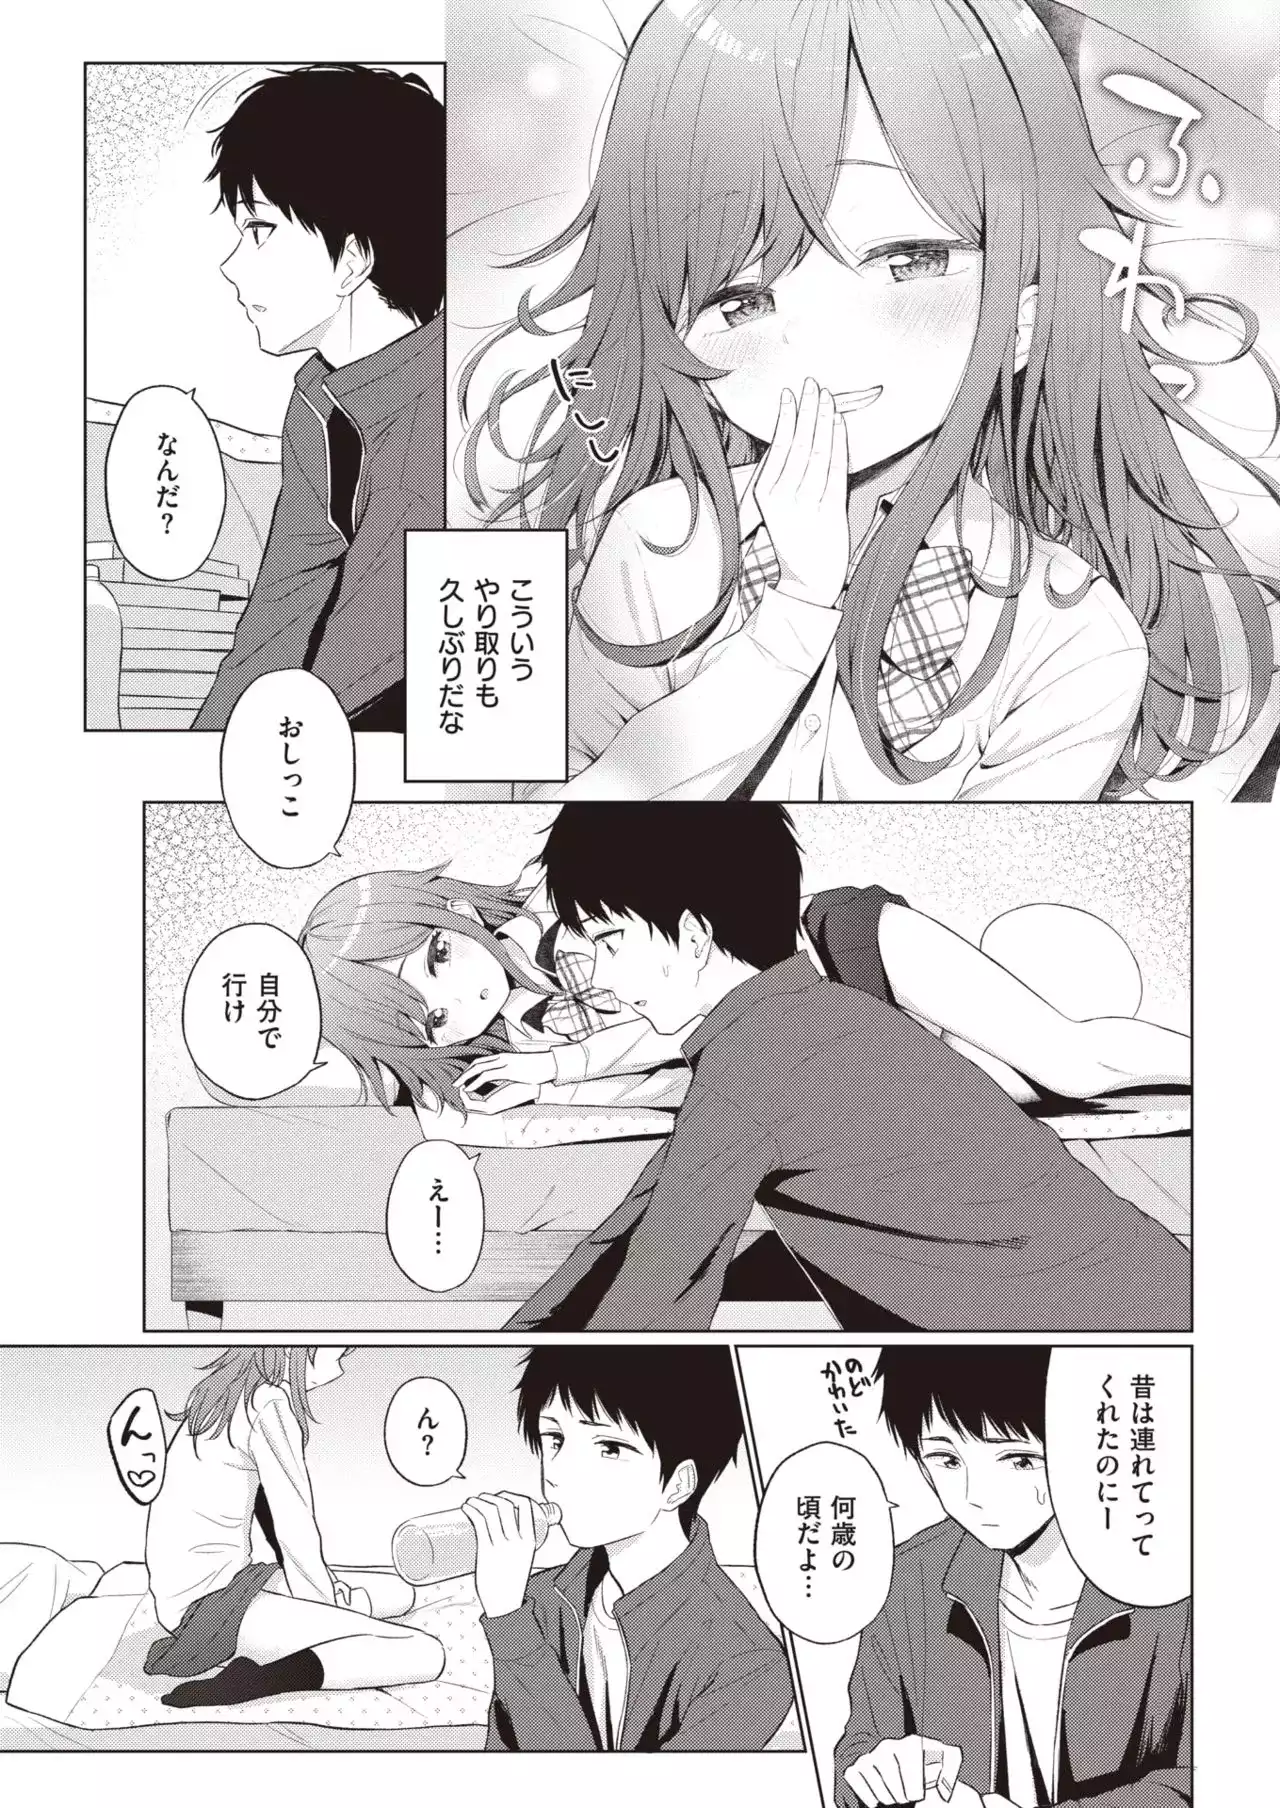 ふわ
にしし
こういう
やり取りも
久しぶりだな
なんだ?
おしっこ
自分で
行け
えー…
昔は連れてって
くれたのにー
のど
かわいた
何歳の
頃だよ…
ん?
んっ♡